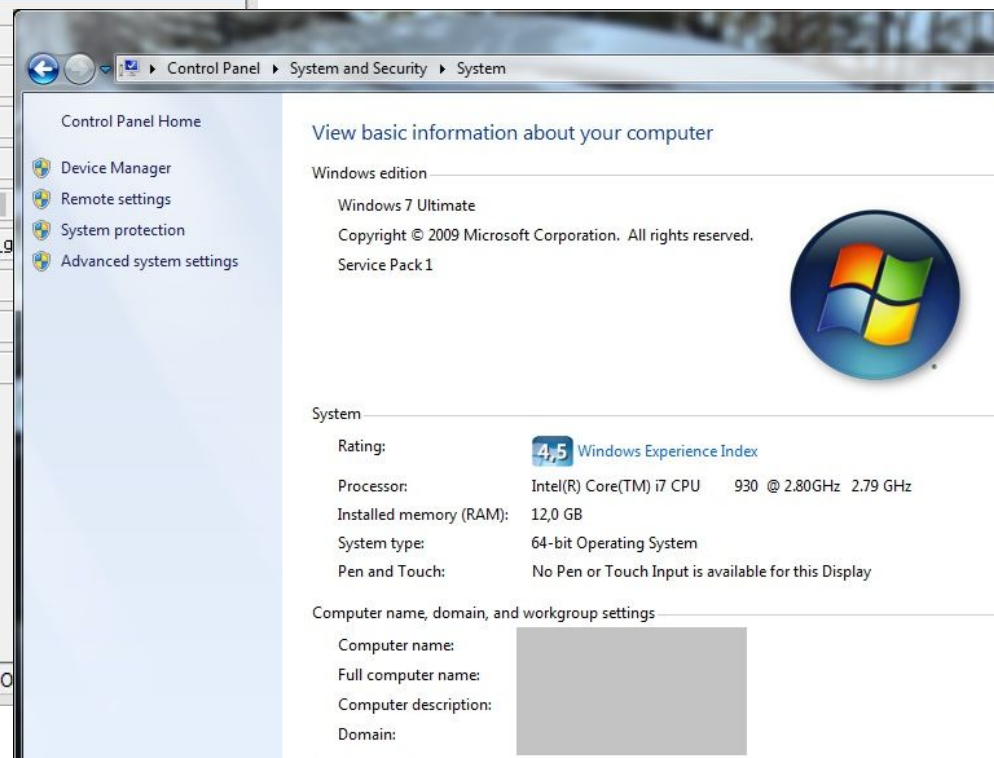 Control Panel ▸ System and Security ▸ System
Control Panel Home
Device Manager
Remote settings
System protection
Advanced system settings
View basic information about your computer
Windows edition
Windows 7 Ultimate
Copyright © 2009 Microsoft Corporation. All rights reserved.
Service Pack 1
System
Rating: 4,5 Windows Experience Index
Processor: Intel(R) Core(TM) i7 CPU 930 @ 2.80GHz 2.79 GHz
Installed memory (RAM): 12,0 GB
System type: 64-bit Operating System
Pen and Touch: No Pen or Touch Input is available for this Display
Computer name, domain, and workgroup settings
Computer name:
Full computer name:
Computer description:
Domain: